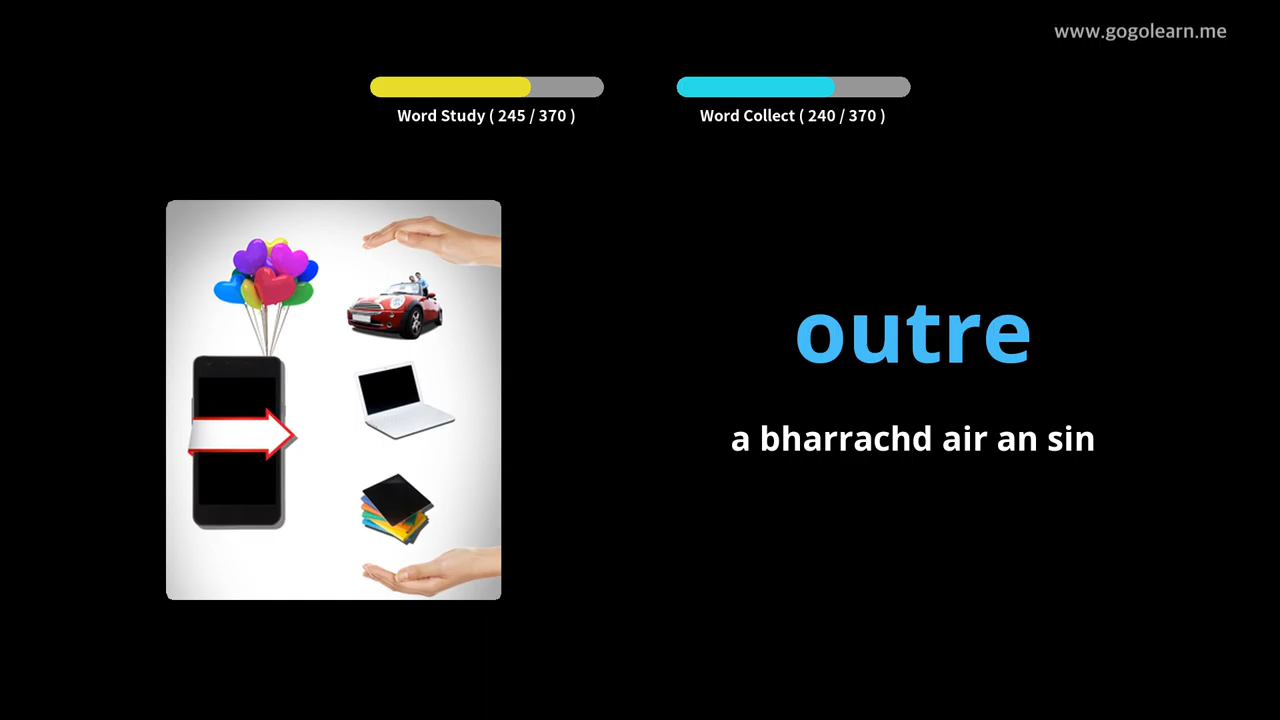 www.gogolearn.me
Word Study ( 245 / 370 )
Word Collect ( 240 / 370 )
outre
a bharrachd air an sin